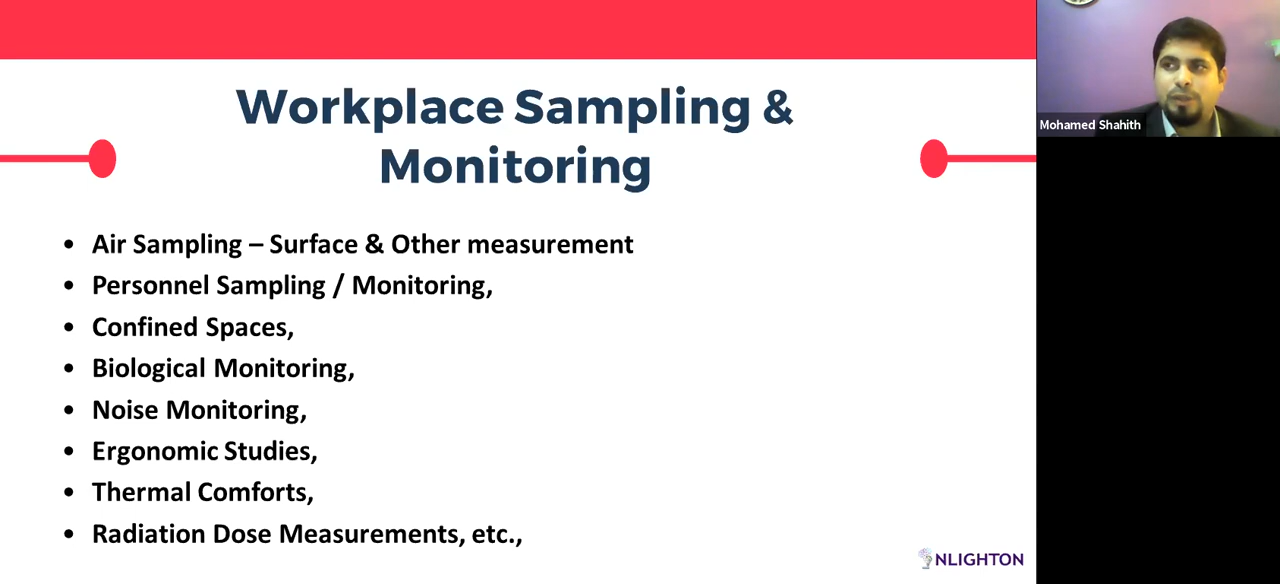 Workplace Sampling &
Monitoring
• Air Sampling – Surface & Other measurement
• Personnel Sampling / Monitoring,
• Confined Spaces,
• Biological Monitoring,
• Noise Monitoring,
• Ergonomic Studies,
• Thermal Comforts,
• Radiation Dose Measurements, etc.,
NLIGHTON
Mohamed Shahith